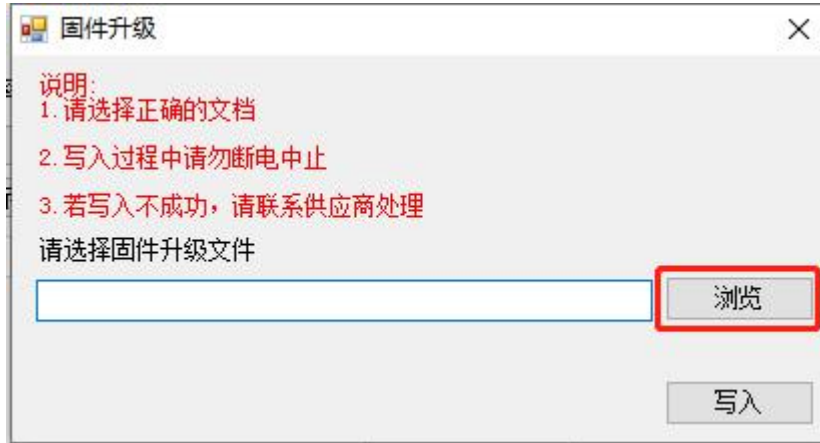 固件升级
说明:
1.请选择正确的文档
2.写入过程中请勿断电中止
3.若写入不成功，请联系供应商处理
请选择固件升级文件
浏览
写入